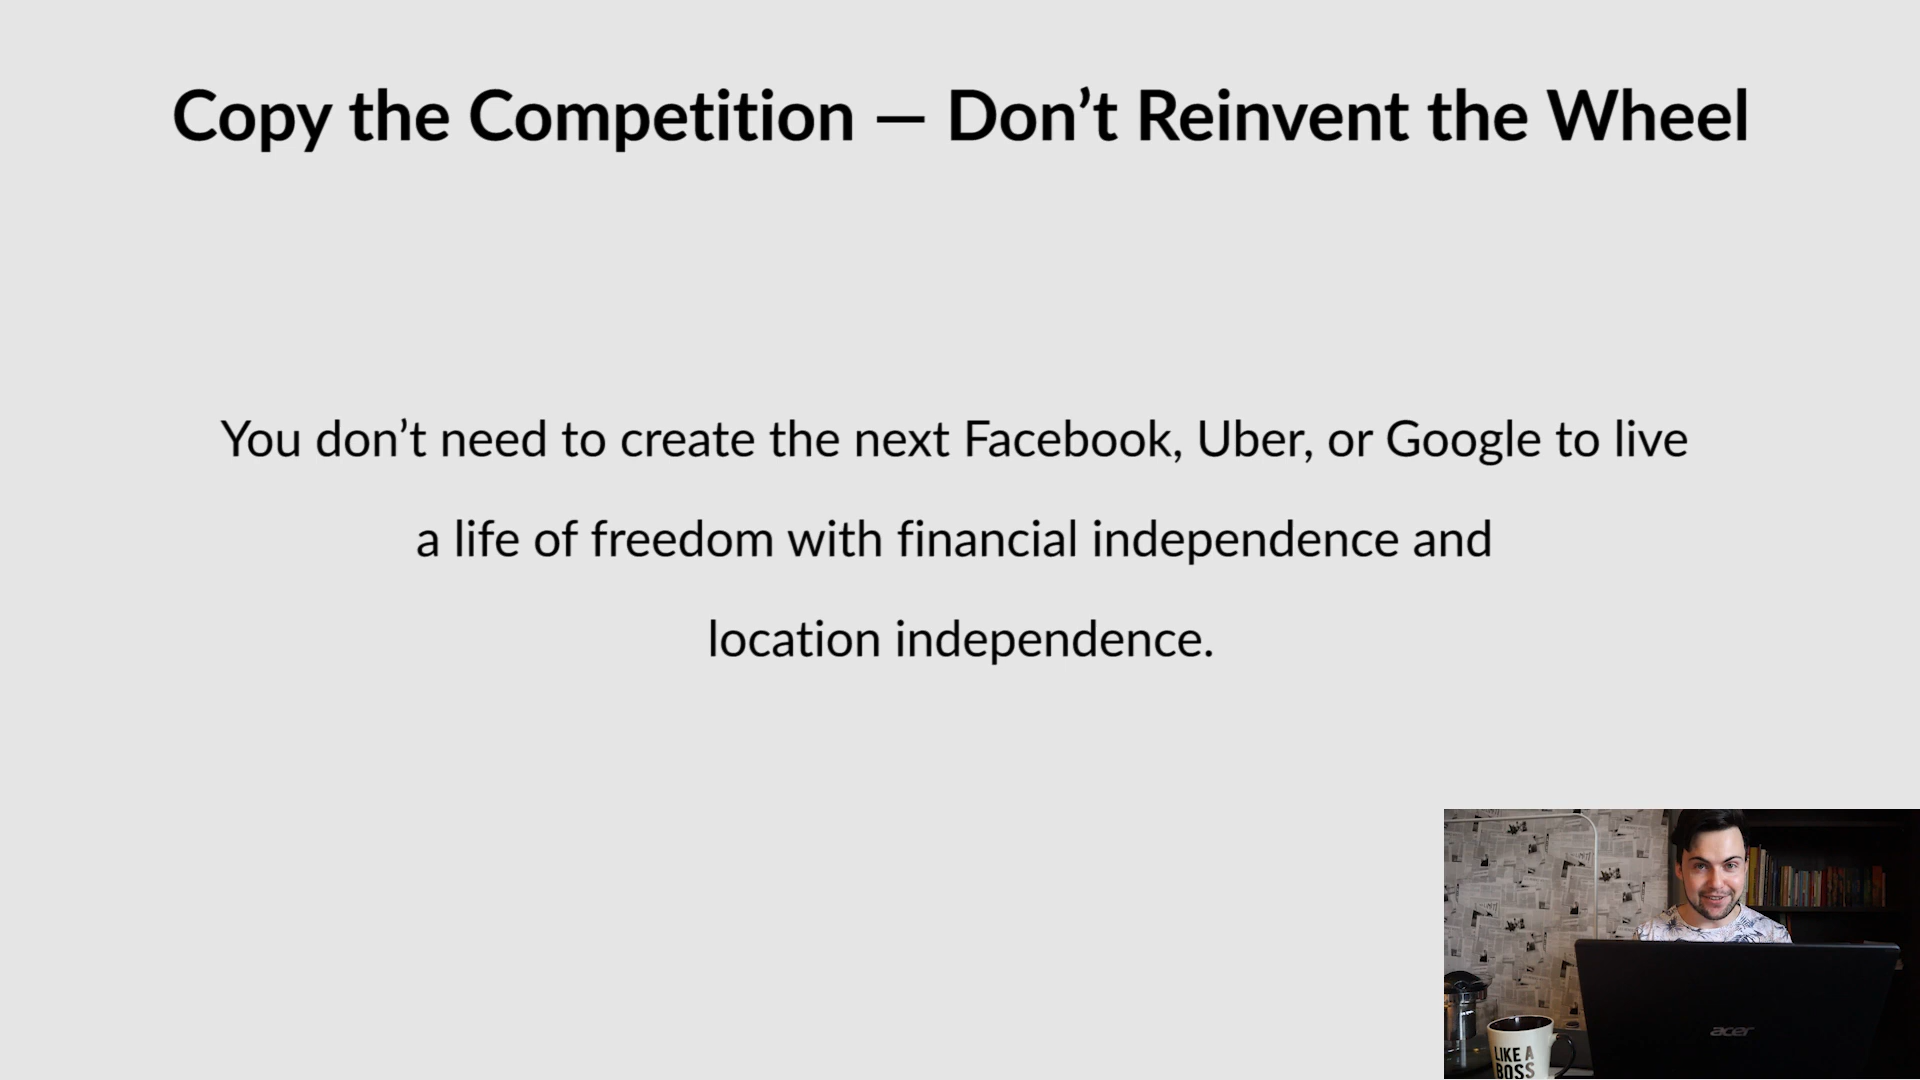 Copy the Competition — Don’t Reinvent the Wheel
You don’t need to create the next Facebook, Uber, or Google to live
a life of freedom with financial independence and
location independence.
acer
LIKE A
BOSS